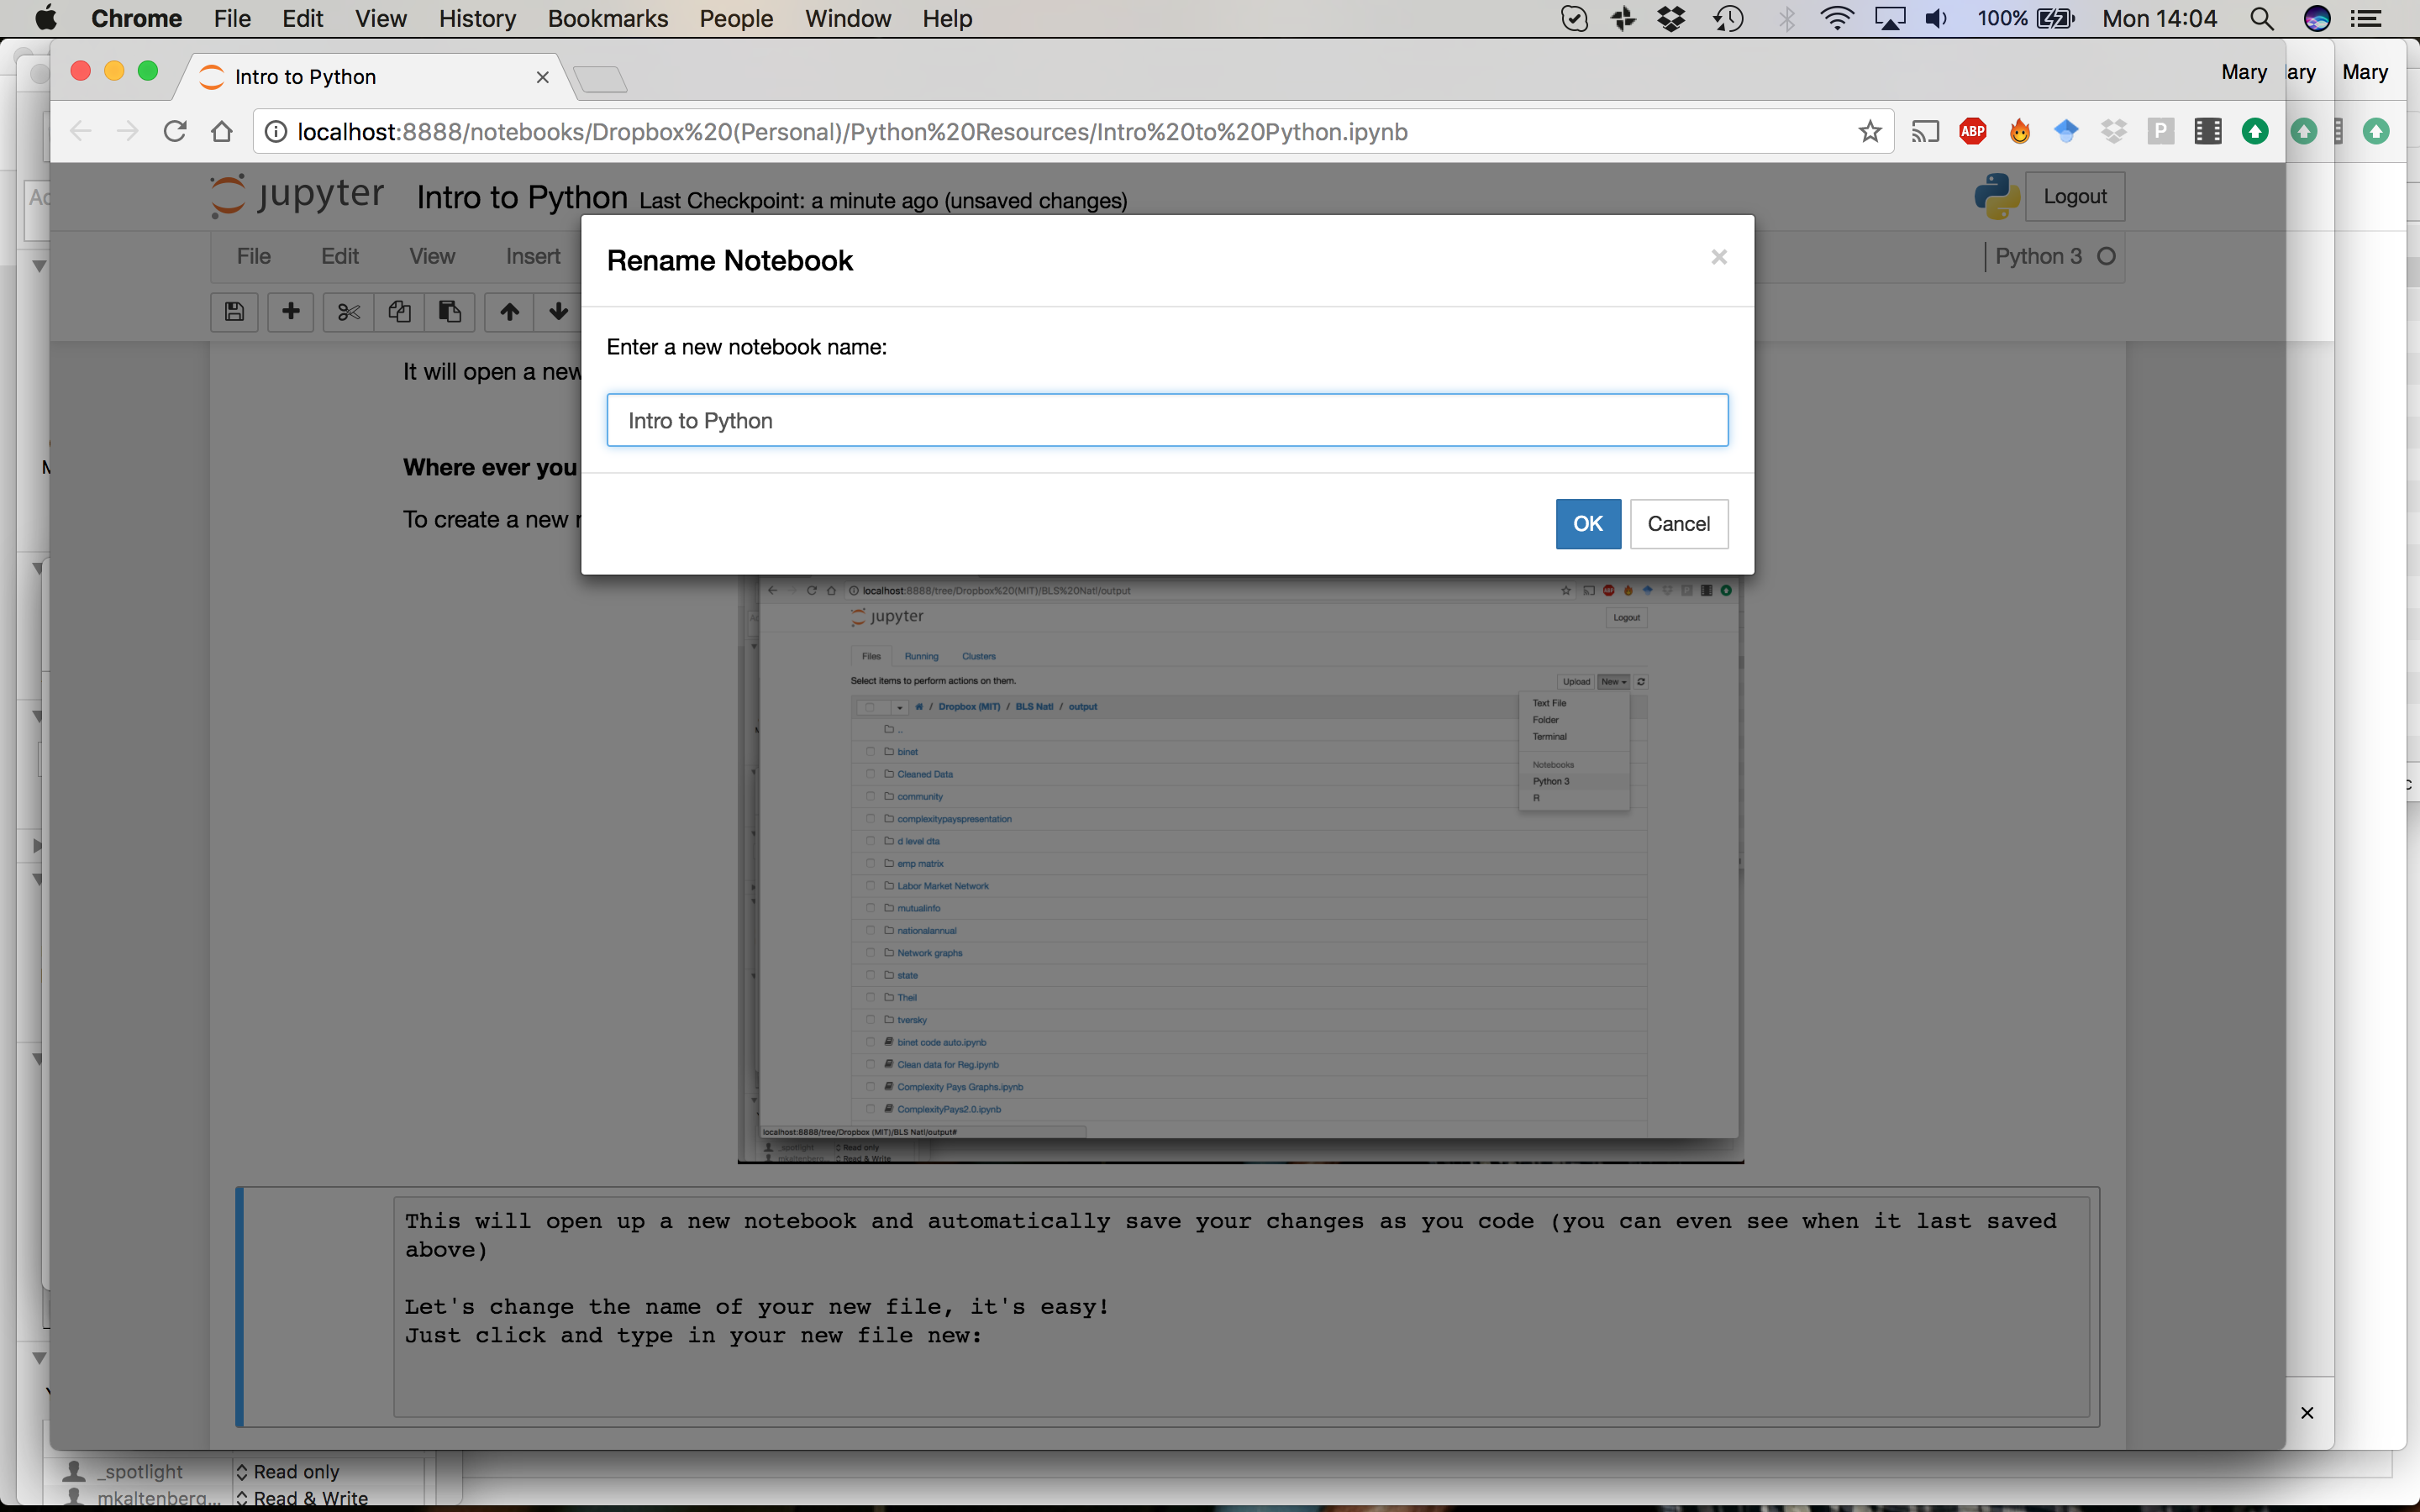 Chrome File Edit View History Bookmarks People Window Help 100% Mon 14:04
Intro to Python Mary ary Mary
localhost:8888/notebooks/Dropbox%20(Personal)/Python%20Resources/Intro%20to%20Python.ipynb ABP P
jupyter Intro to Python Last Checkpoint: a minute ago (unsaved changes) Logout
File Edit View Insert Python 3
Rename Notebook
Enter a new notebook name:
Intro to Python
OK Cancel
It will open a new
Where ever you
To create a new
localhost:8888/tree/Dropbox%20(MIT)/BLS%20Natl/output
jupyter Logout
Files Running Clusters
Select items to perform actions on them. Upload New
/ Dropbox (MIT) / BLS Natl / output
Text File
Folder
Terminal
Notebooks
Python 3
R
..
binet
Cleaned Data
community
complexitypayspresentation
d level dta
emp matrix
Labor Market Network
mutualinfo
nationalannual
Network graphs
state
Theil
tversky
binet code auto.ipynb
Clean data for Reg.ipynb
Complexity Pays Graphs.ipynb
ComplexityPays2.0.ipynb
localhost:8888/tree/Dropbox (MIT)/BLS Natl/output#
_spotlight Read only
mkaltenberg... Read & Write
This will open up a new notebook and automatically save your changes as you code (you can even see when it last saved
above)
Let's change the name of your new file, it's easy!
Just click and type in your new file new:
_spotlight Read only
mkaltenberg... Read & Write